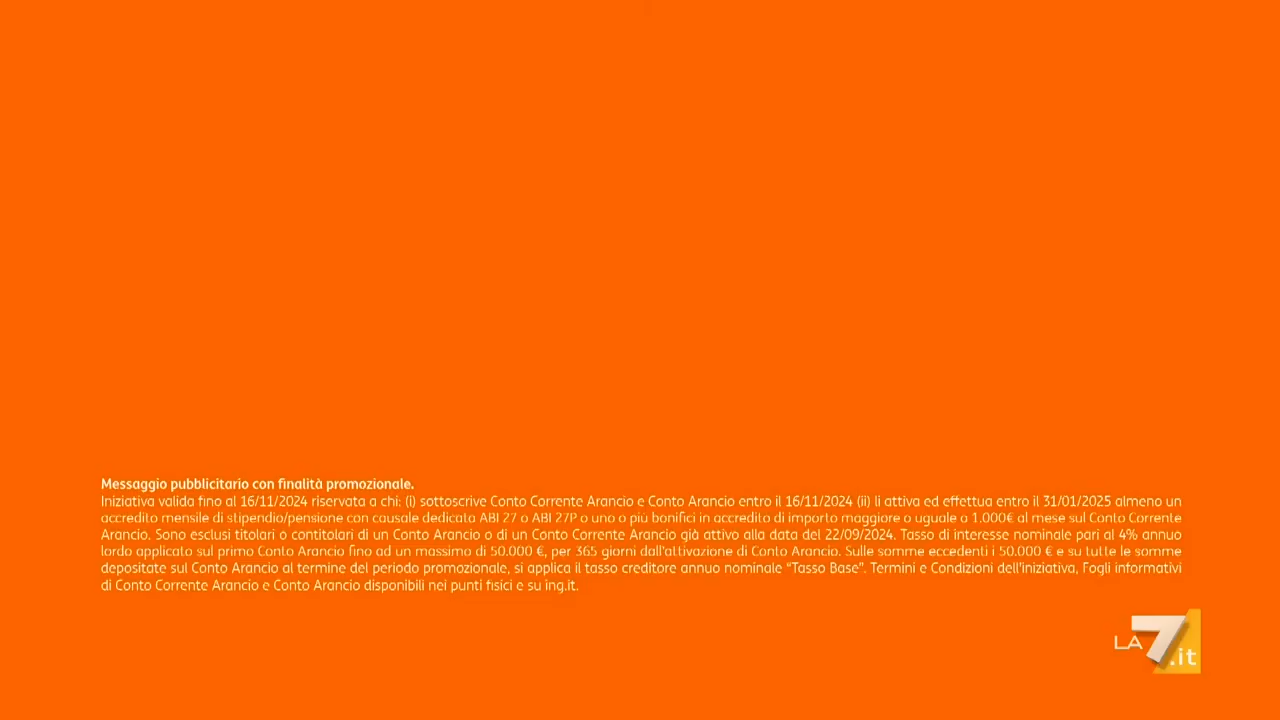 Messaggio pubblicitario con finalità promozionale.
Iniziativa valida fino al 16/11/2024 riservata a chi: (i) sottoscrive Conto Corrente Arancio e Conto Arancio entro il 16/11/2024 (ii) li attiva ed effettua entro il 31/01/2025 almeno un
accredito mensile di stipendio/pensione con causale dedicata ABI 27 o ABI 27P o uno o più bonifici in accredito di importo maggiore o uguale a 1.000€ al mese sul Conto Corrente
Arancio. Sono esclusi titolari o contitolari di un Conto Arancio o di un Conto Corrente Arancio già attivo alla data del 22/09/2024. Tasso di interesse nominale pari al 4% annuo
lordo applicato sul primo Conto Arancio fino ad un massimo di 50.000 €, per 365 giorni dall'attivazione di Conto Arancio. Sulle somme eccedenti i 50.000 € e su tutte le somme
depositate sul Conto Arancio al termine del periodo promozionale, si applica il tasso creditore annuo nominale “Tasso Base”. Termini e Condizioni dell'iniziativa, Fogli informativi
di Conto Corrente Arancio e Conto Arancio disponibili nei punti fisici e su ing.it.
LA7.it